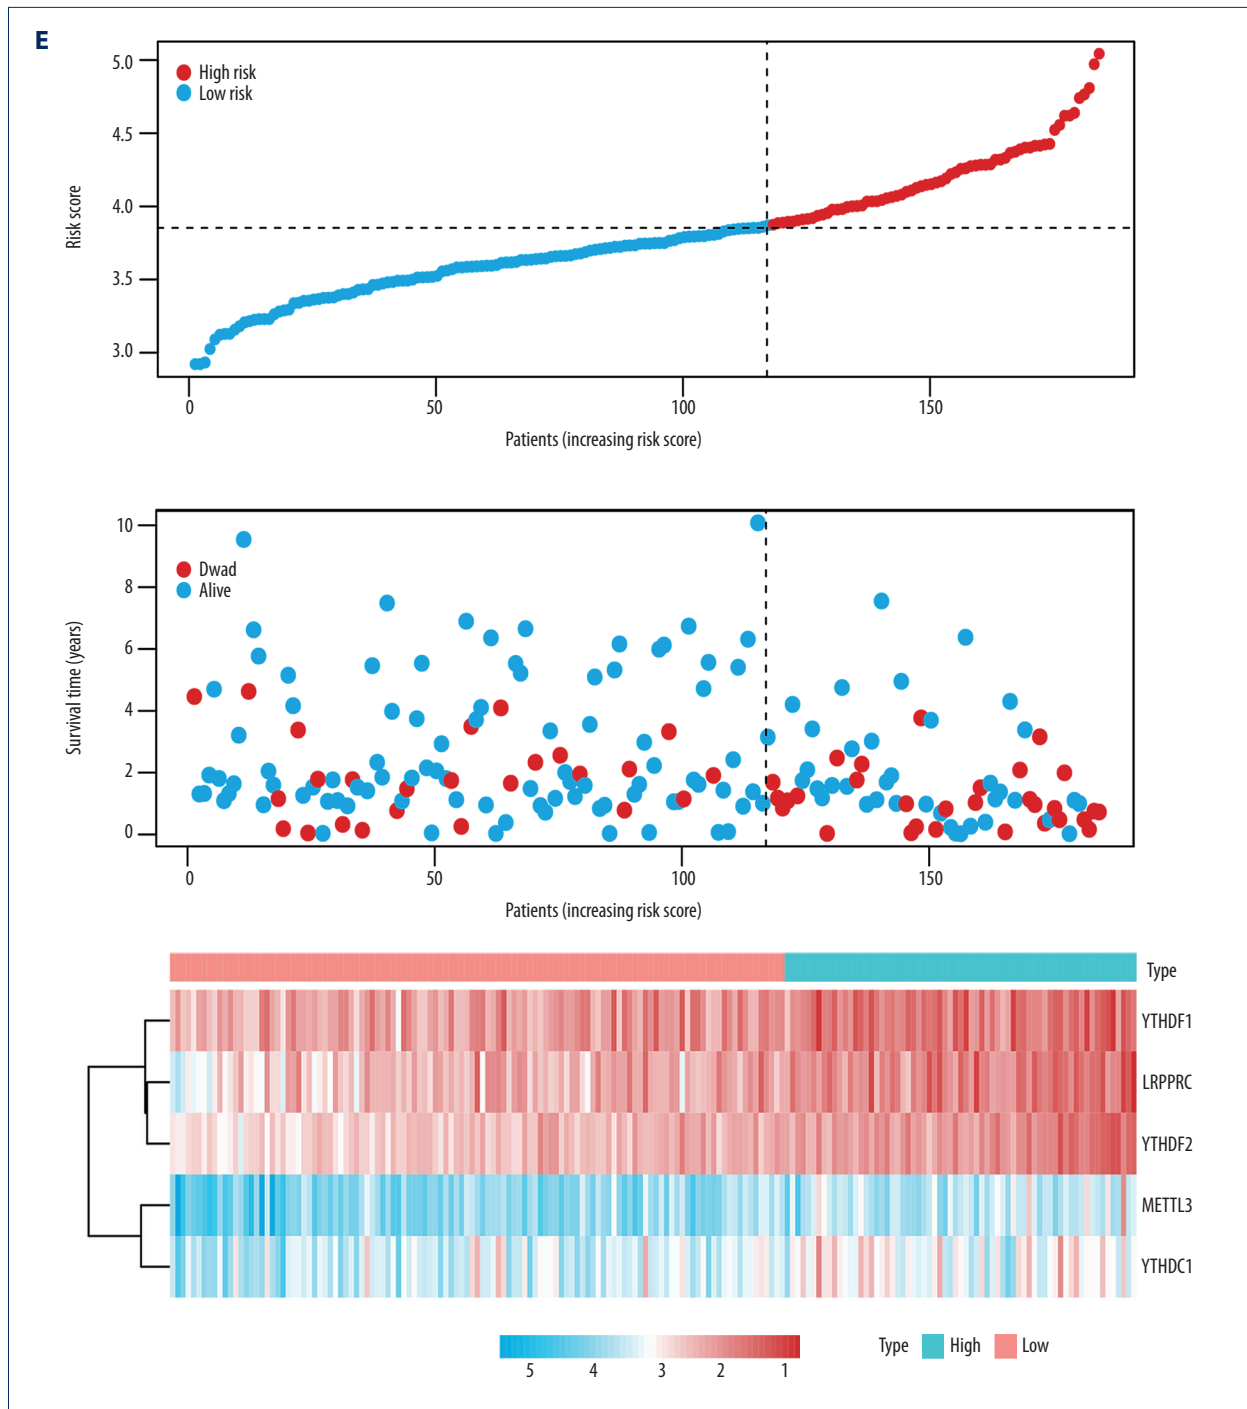 E
5.0
4.5
4.0
3.5
3.0
Risk score
High risk
Low risk
0 50 100 150
Patients (increasing risk score)
10
8
6
4
2
0
Survival time (years)
Dwad
Alive
0 50 100 150
Patients (increasing risk score)
Type
YTHDF1
LRPPRC
YTHDF2
METTL3
YTHDC1
5 4 3 2 1
Type High Low